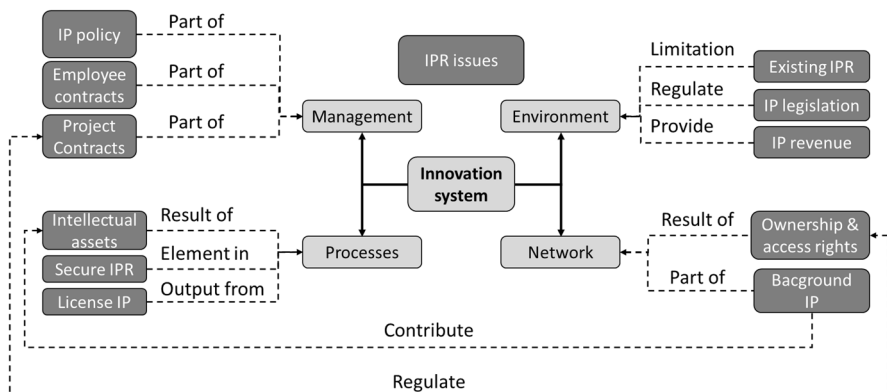 Part of
IP policy
IPR issues
Limitation
Existing IPR
Part of
Employee
contracts
Regulate
IP legislation
Part of
Project
Contracts
Management
Environment
Provide
IP revenue
Innovation
system
Result of
Intellectual
assets
Result of
Ownership &
access rights
Element in
Secure IPR
Processes
Network
Output from
License IP
Part of
Bacground
IP
Contribute
Regulate